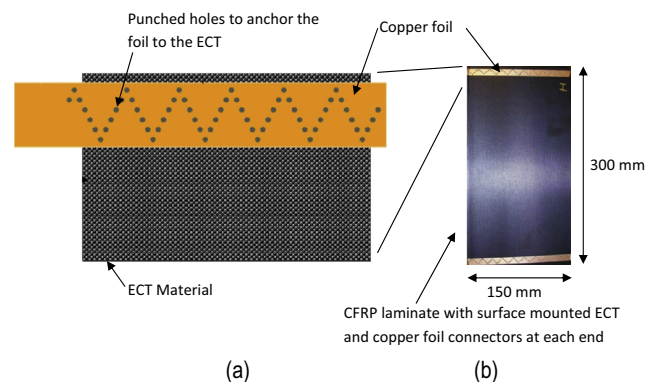 Punched holes to anchor the
foil to the ECT
Copper foil
300 mm
ECT Material
150 mm
CFRP laminate with surface mounted ECT
and copper foil connectors at each end
(a)
(b)